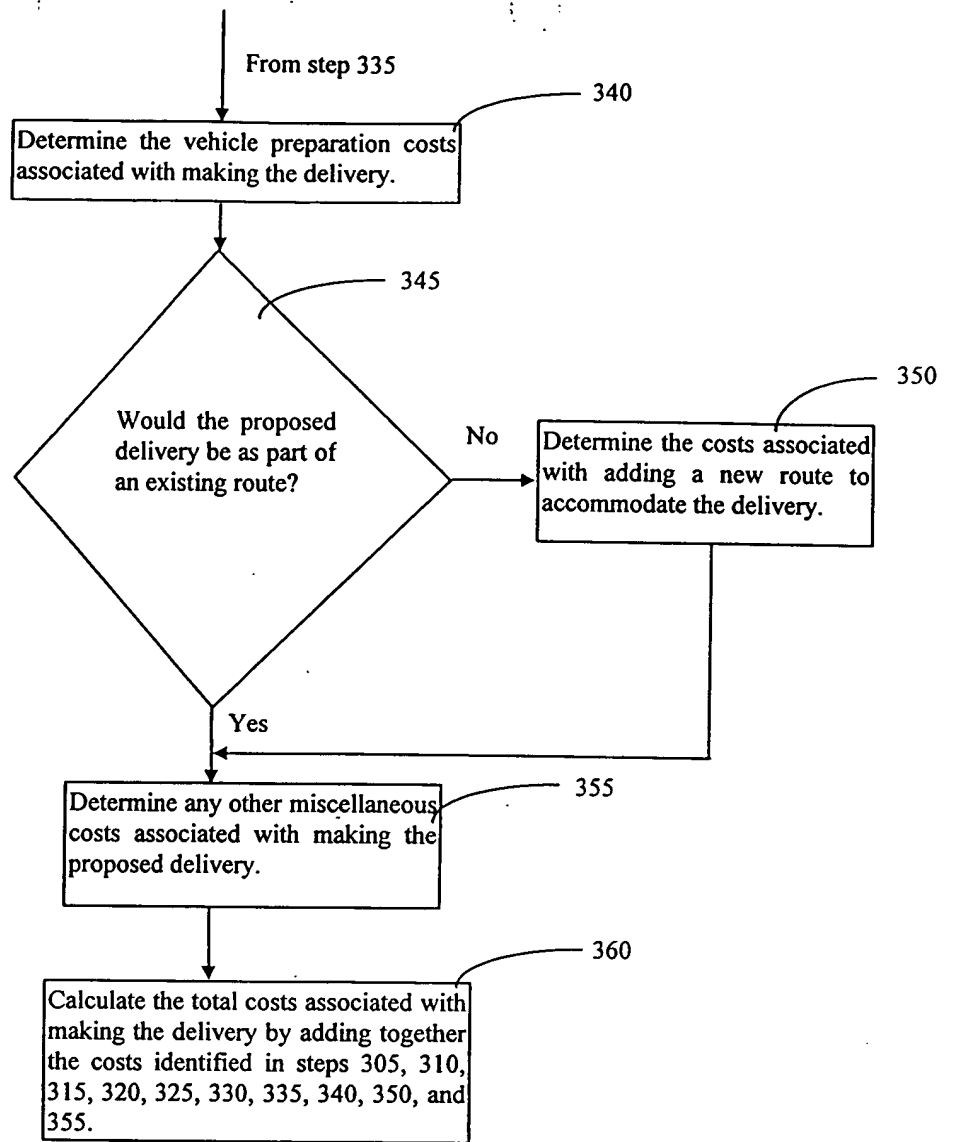 From step 335
340
Determine the vehicle preparation costs
associated with making the delivery.
345
Would the proposed
delivery be as part of
an existing route?
No
350
Determine the costs associated
with adding a new route to
accommodate the delivery.
Yes
355
Determine any other miscellaneous
costs associated with making the
proposed delivery.
360
Calculate the total costs associated with
making the delivery by adding together
the costs identified in steps 305, 310,
315, 320, 325, 330, 335, 340, 350, and
355.